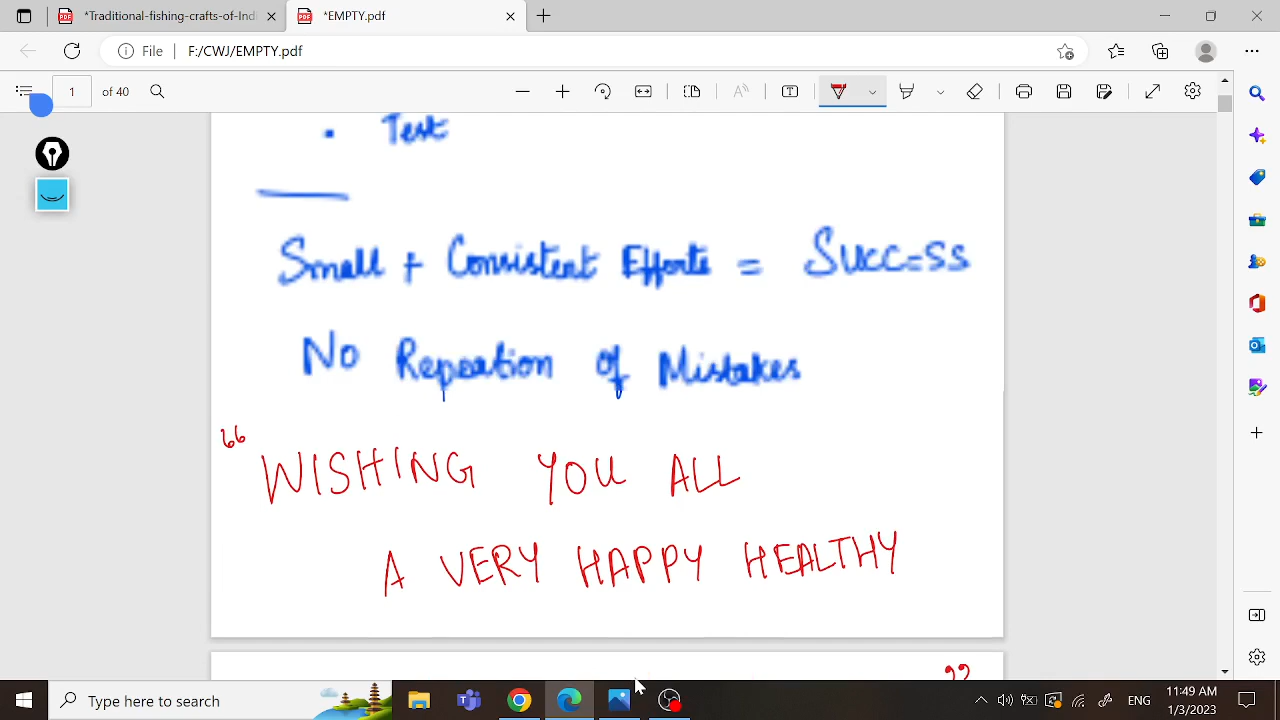 *Traditional-fishing-crafts-of-Ind
*EMPTY.pdf
File F:/CWJ/EMPTY.pdf
1 of 40
• Test
Small + Consistent Efforts = Success
No Repeation of Mistakes
“WISHING YOU ALL
A VERY HAPPY HEALTHY
”
Type here to search
ENG
11:49 AM
1/3/2023